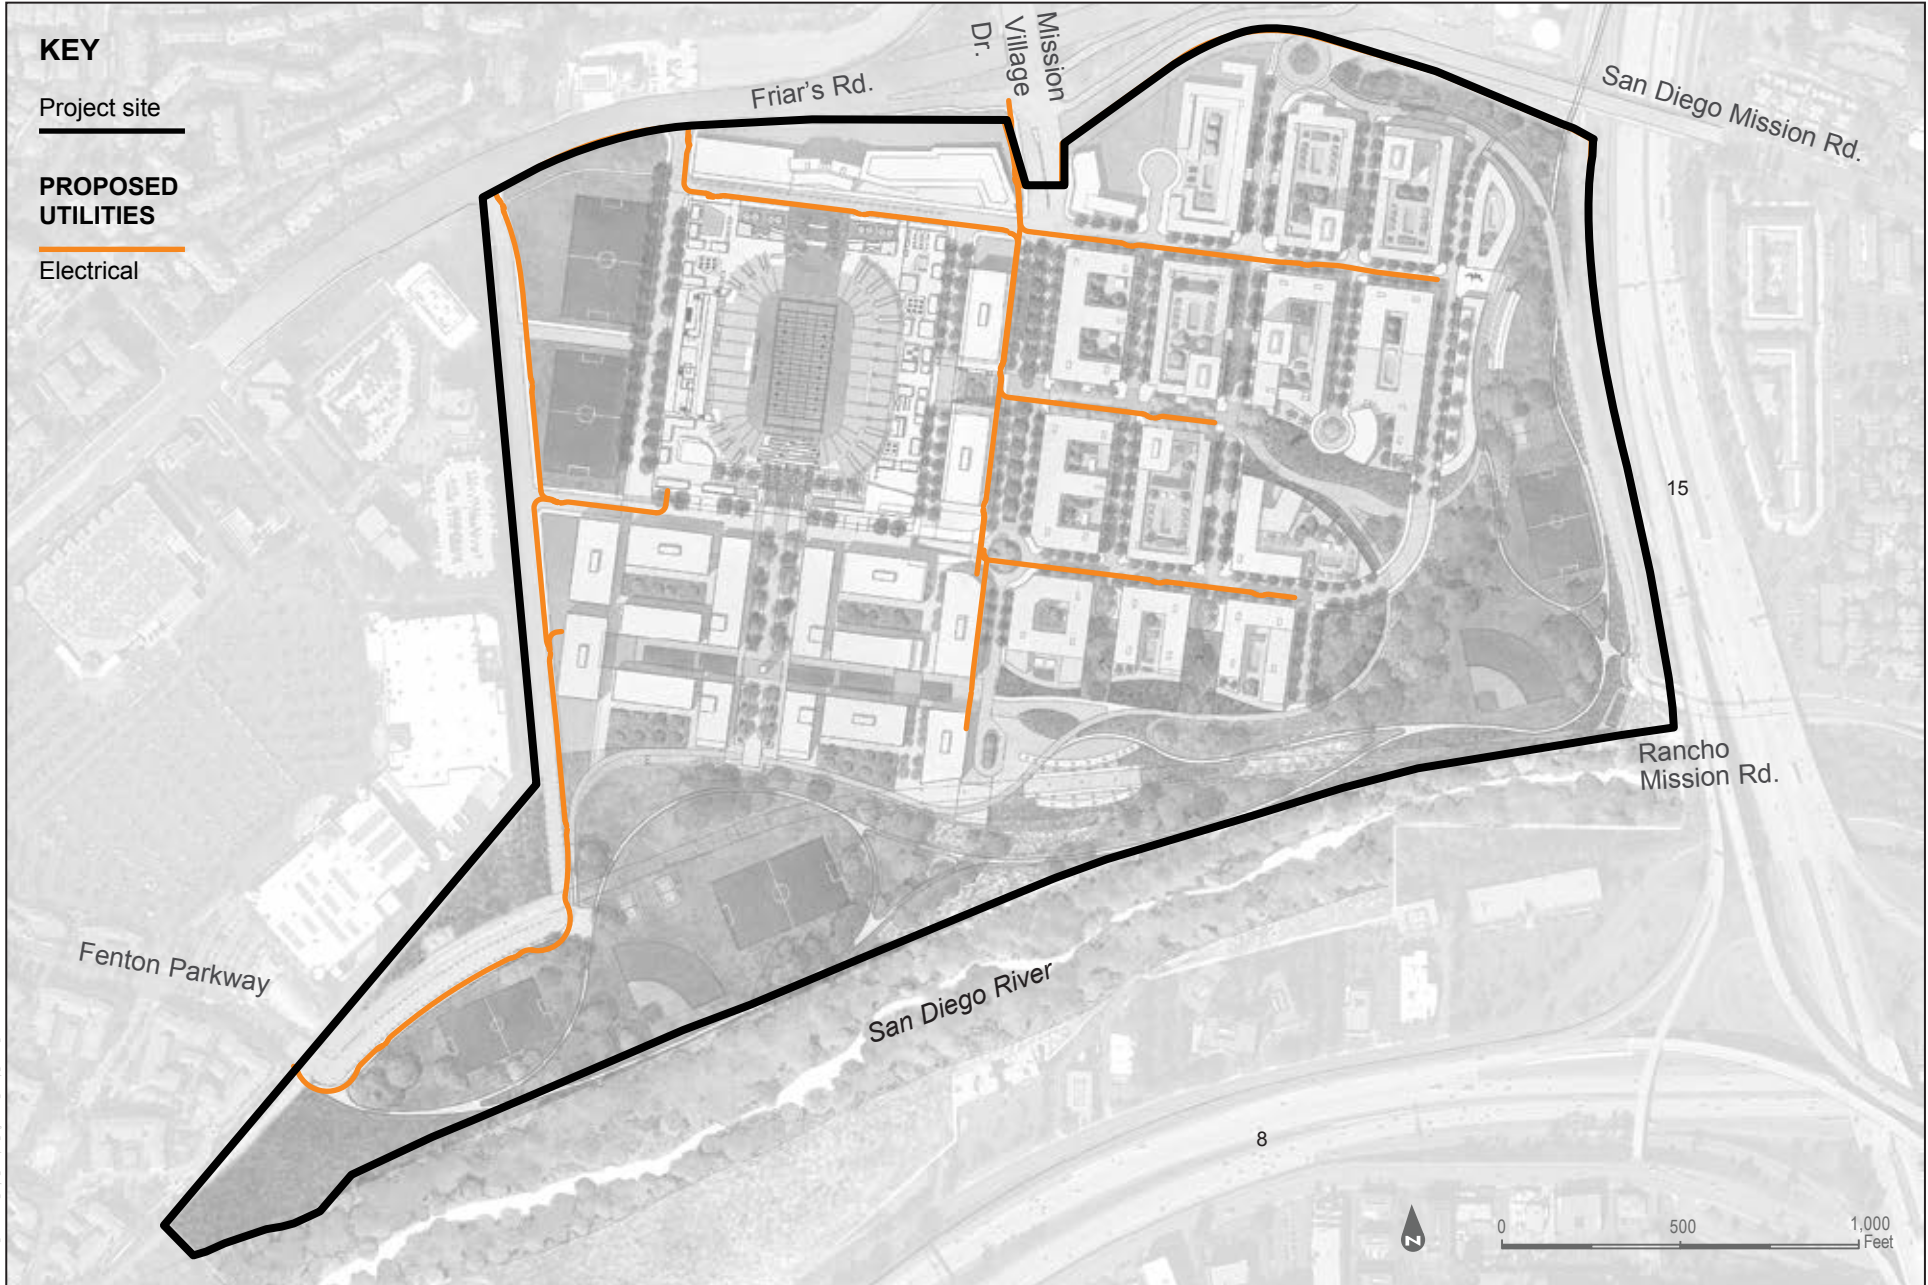 KEY
Project site
PROPOSED
UTILITIES
Electrical
Friar's Rd.
Mission
Village
Dr.
San Diego Mission Rd.
15
Rancho
Mission Rd.
Fenton Parkway
San Diego River
8
N
0
500
1,000
Feet